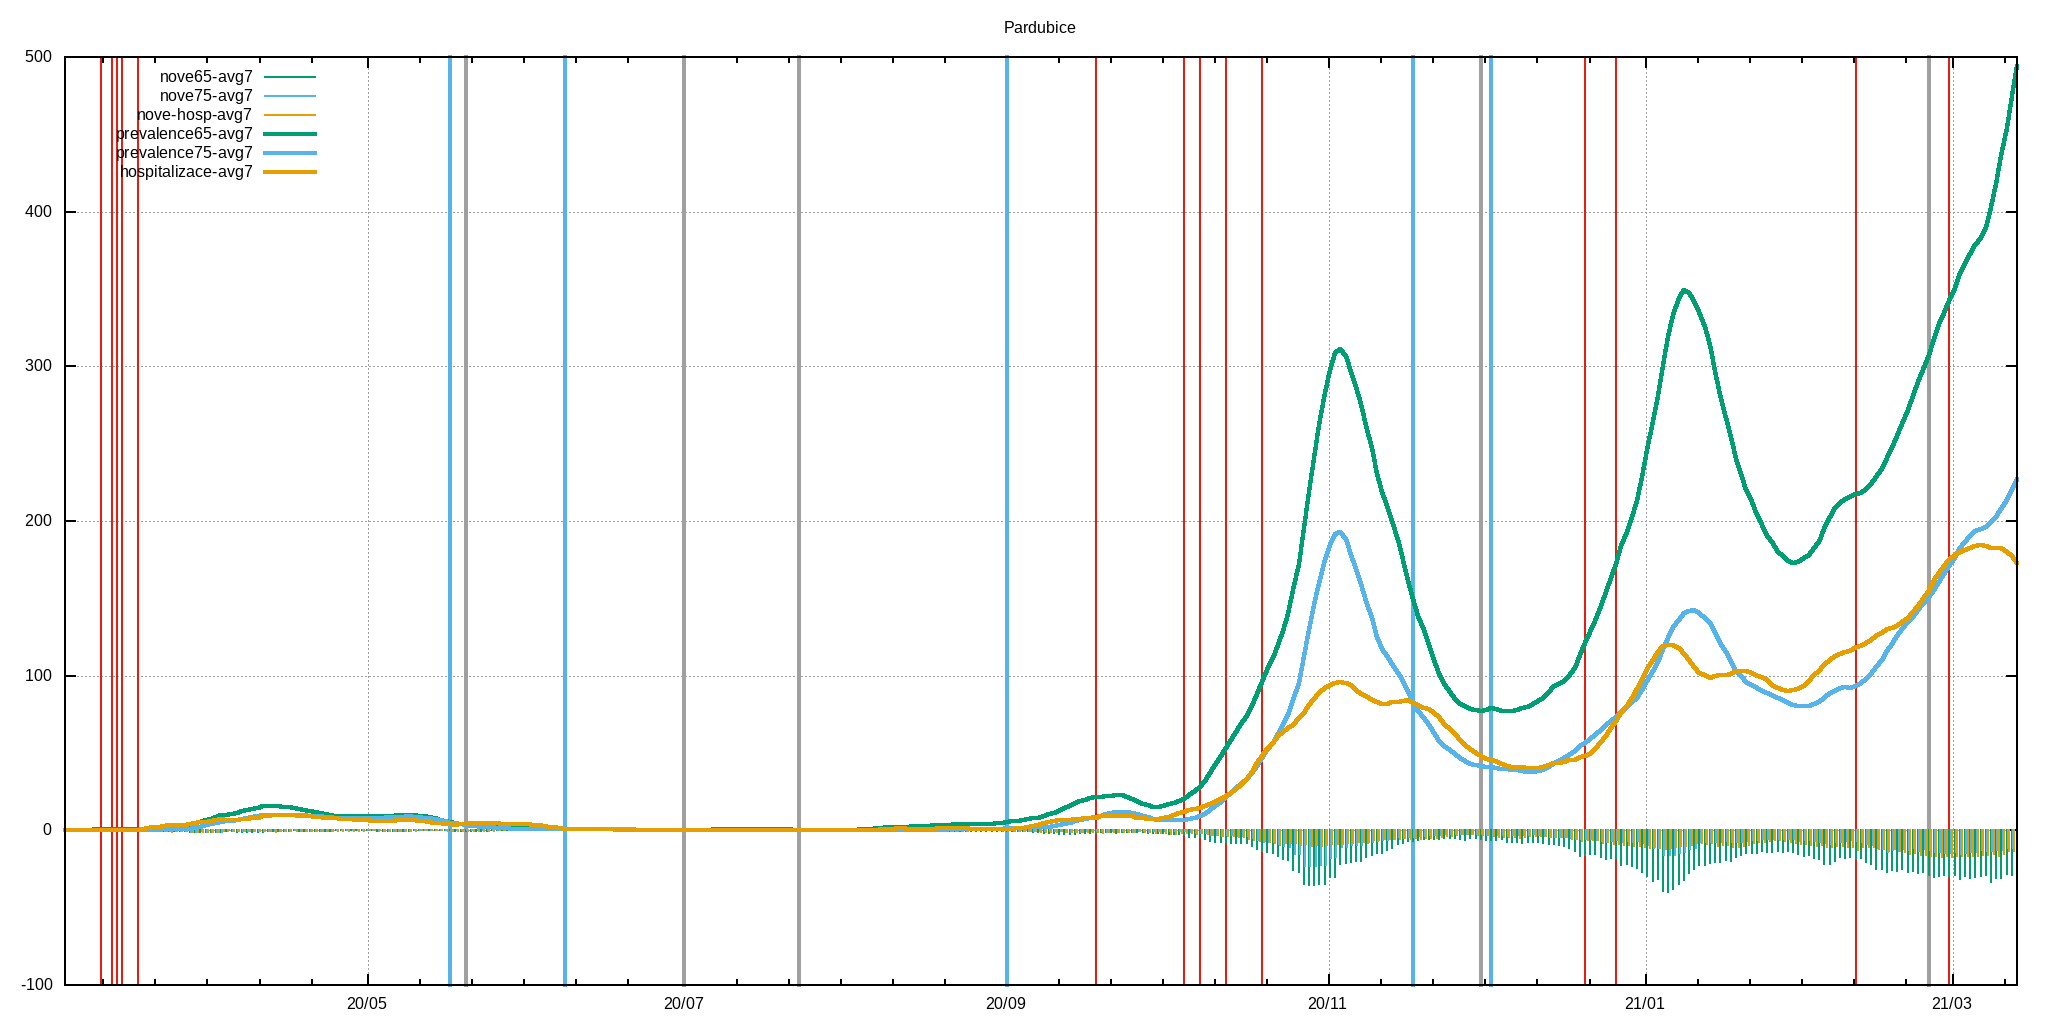 Pardubice
500
nove65-avg7
nove75-avg7
nove-hosp-avg7
prevalence65-avg7
prevalence75-avg7
hospitalizace-avg7
400
300
200
100
0
-100
20/05 20/07 20/09 20/11 21/01 21/03